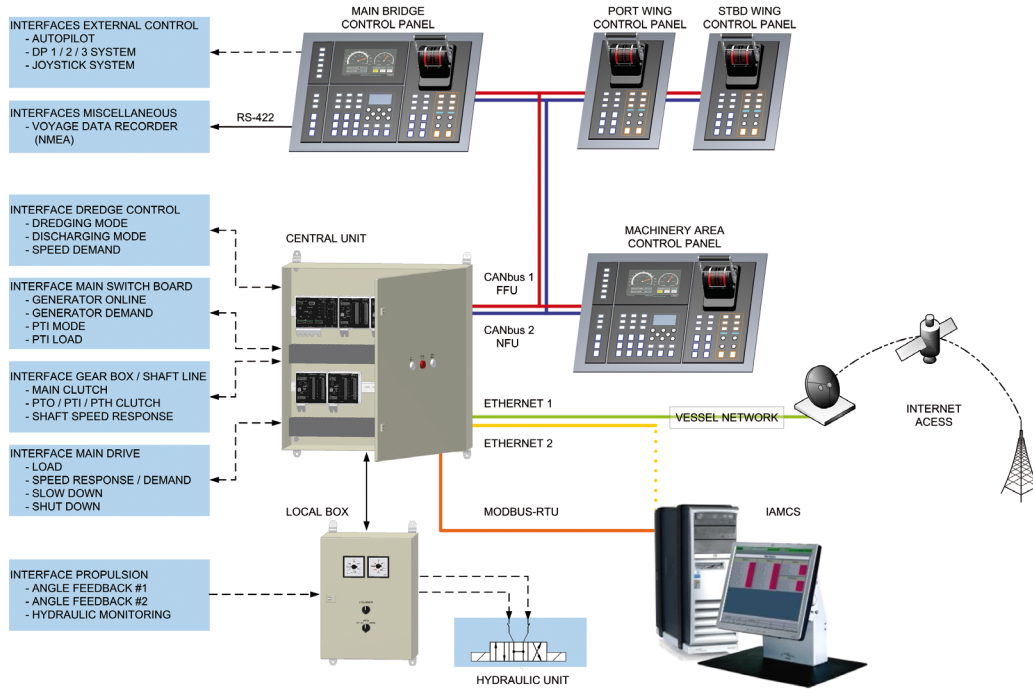 INTERFACES EXTERNAL CONTROL
- AUTOPILOT
- DP 1 / 2 / 3 SYSTEM
- JOYSTICK SYSTEM
MAIN BRIDGE
CONTROL PANEL
PORT WING
CONTROL PANEL
STBD WING
CONTROL PANEL
INTERFACES MISCELLANEOUS
- VOYAGE DATA RECORDER
(NMEA)
RS-422
INTERFACE DREDGE CONTROL
- DREDGING MODE
- DISCHARGING MODE
- SPEED DEMAND
CENTRAL UNIT
MACHINERY AREA
CONTROL PANEL
CANbus 1
FFU
CANbus 2
NFU
INTERFACE MAIN SWITCH BOARD
- GENERATOR ONLINE
- GENERATOR DEMAND
- PTI MODE
- PTI LOAD
INTERFACE GEAR BOX / SHAFT LINE
- MAIN CLUTCH
- PTO / PTI / PTH CLUTCH
- SHAFT SPEED RESPONSE
ETHERNET 1
VESSEL NETWORK
INTERNET
ACESS
ETHERNET 2
INTERFACE MAIN DRIVE
- LOAD
- SPEED RESPONSE / DEMAND
- SLOW DOWN
- SHUT DOWN
LOCAL BOX
MODBUS-RTU
IAMCS
INTERFACE PROPULSION
- ANGLE FEEDBACK #1
- ANGLE FEEDBACK #2
- HYDRAULIC MONITORING
HYDRAULIC UNIT